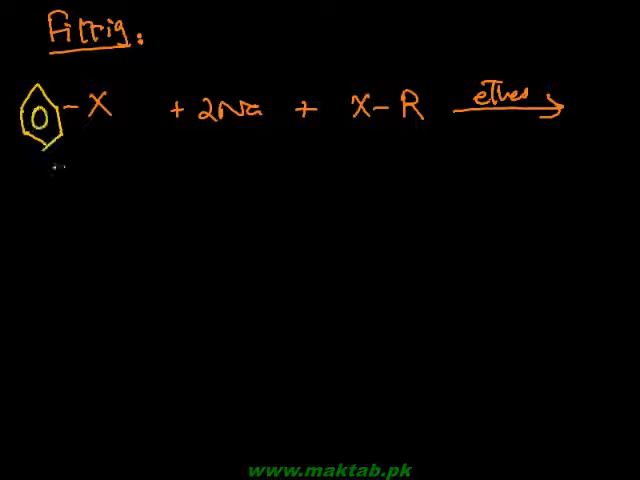 Fittig.
- X + 2Na + X - R ether
www.maktab.pk